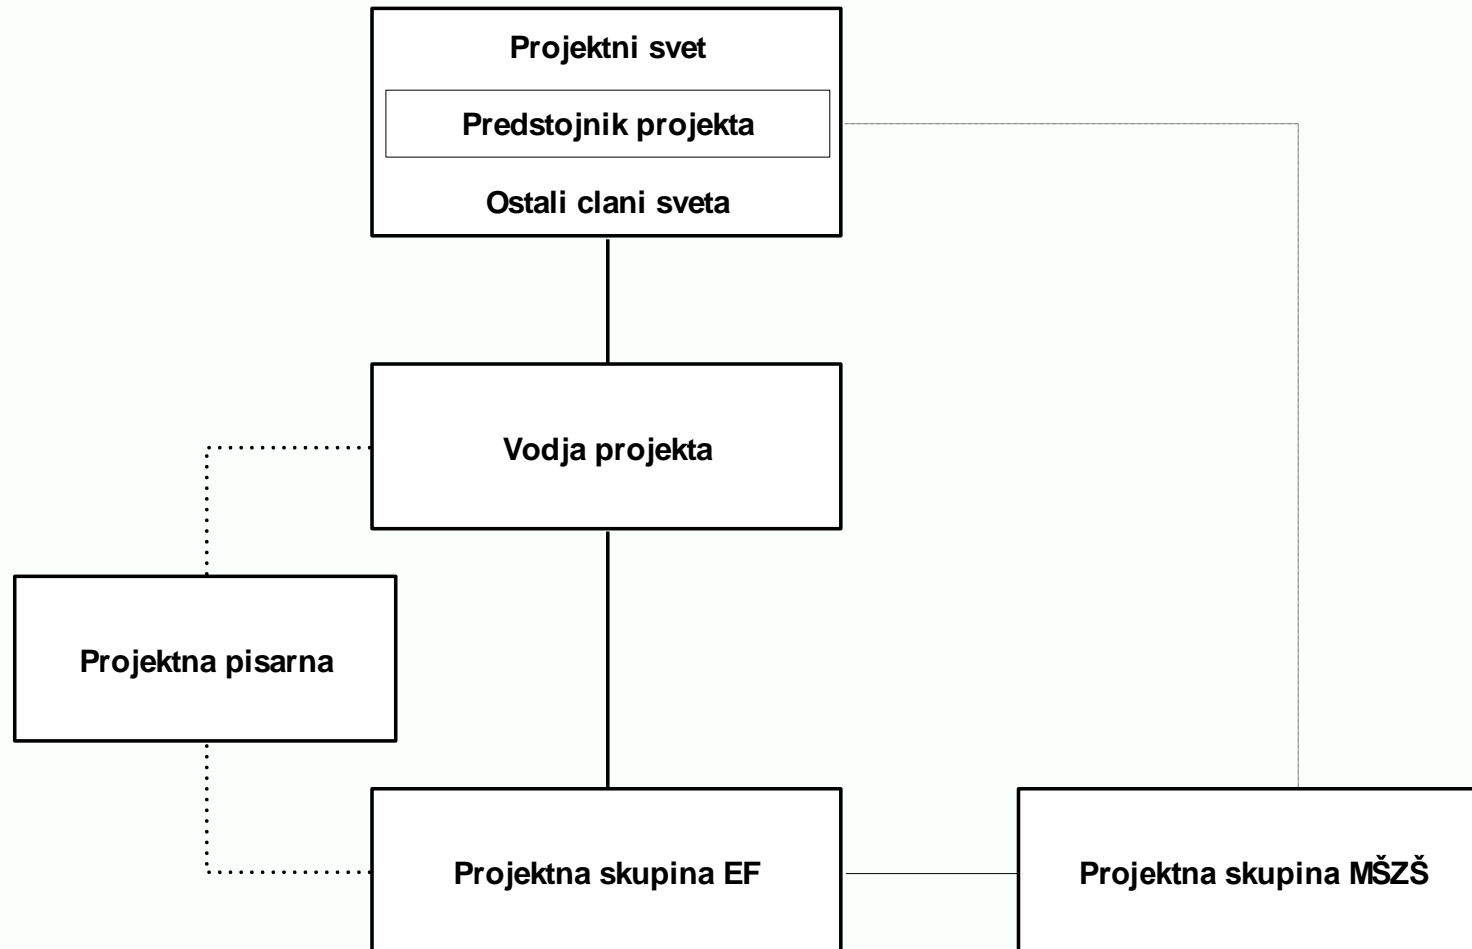 Projektni svet
Predstojnik projekta
Ostali clani sveta
Vodja projekta
Projektna pisarna
Projektna skupina EF
Projektna skupina MŠZŠ